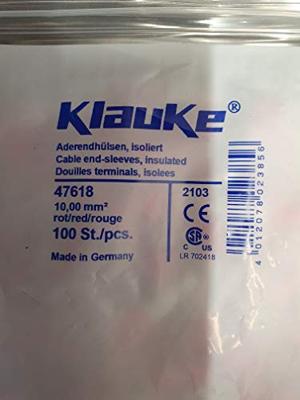 Klauke®
Aderendhülsen, isoliert
Cable end-sleeves, insulated
Douilles terminals, isolees
47618
10,00 mm²
rot/red/rouge
100 St./pcs.
Made in Germany
2103
CE
SA
C US
LR 702418
4012078023856